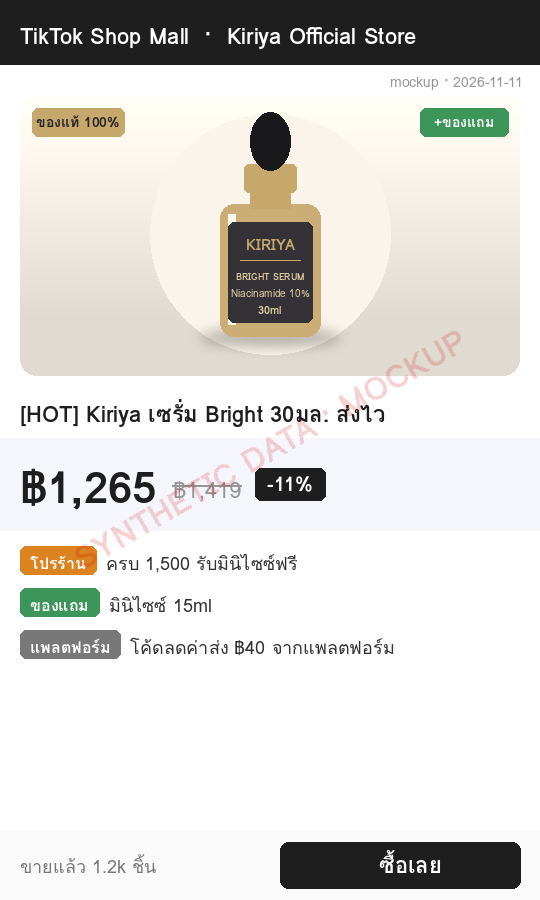 TikTok Shop Mall · Kiriya Official Store
mockup · 2026-11-11
ของแท้ 100%
+ของแถม
KIRIYA
BRIGHT SERUM
Niacinamide 10%
30ml
[HOT] Kiriya เซรั่ม Bright 30มล. ส่งไว
฿1,265 ฿1,419 -11%
SYNTHETIC DATA · MOCKUP
โปรร้าน ครบ 1,500 รับมินิไซซ์ฟรี
ของแถม มินิไซซ์ 15ml
แพลตฟอร์ม โค้ดลดค่าส่ง ฿40 จากแพลตฟอร์ม
ขายแล้ว 1.2k ชิ้น
ซื้อเลย